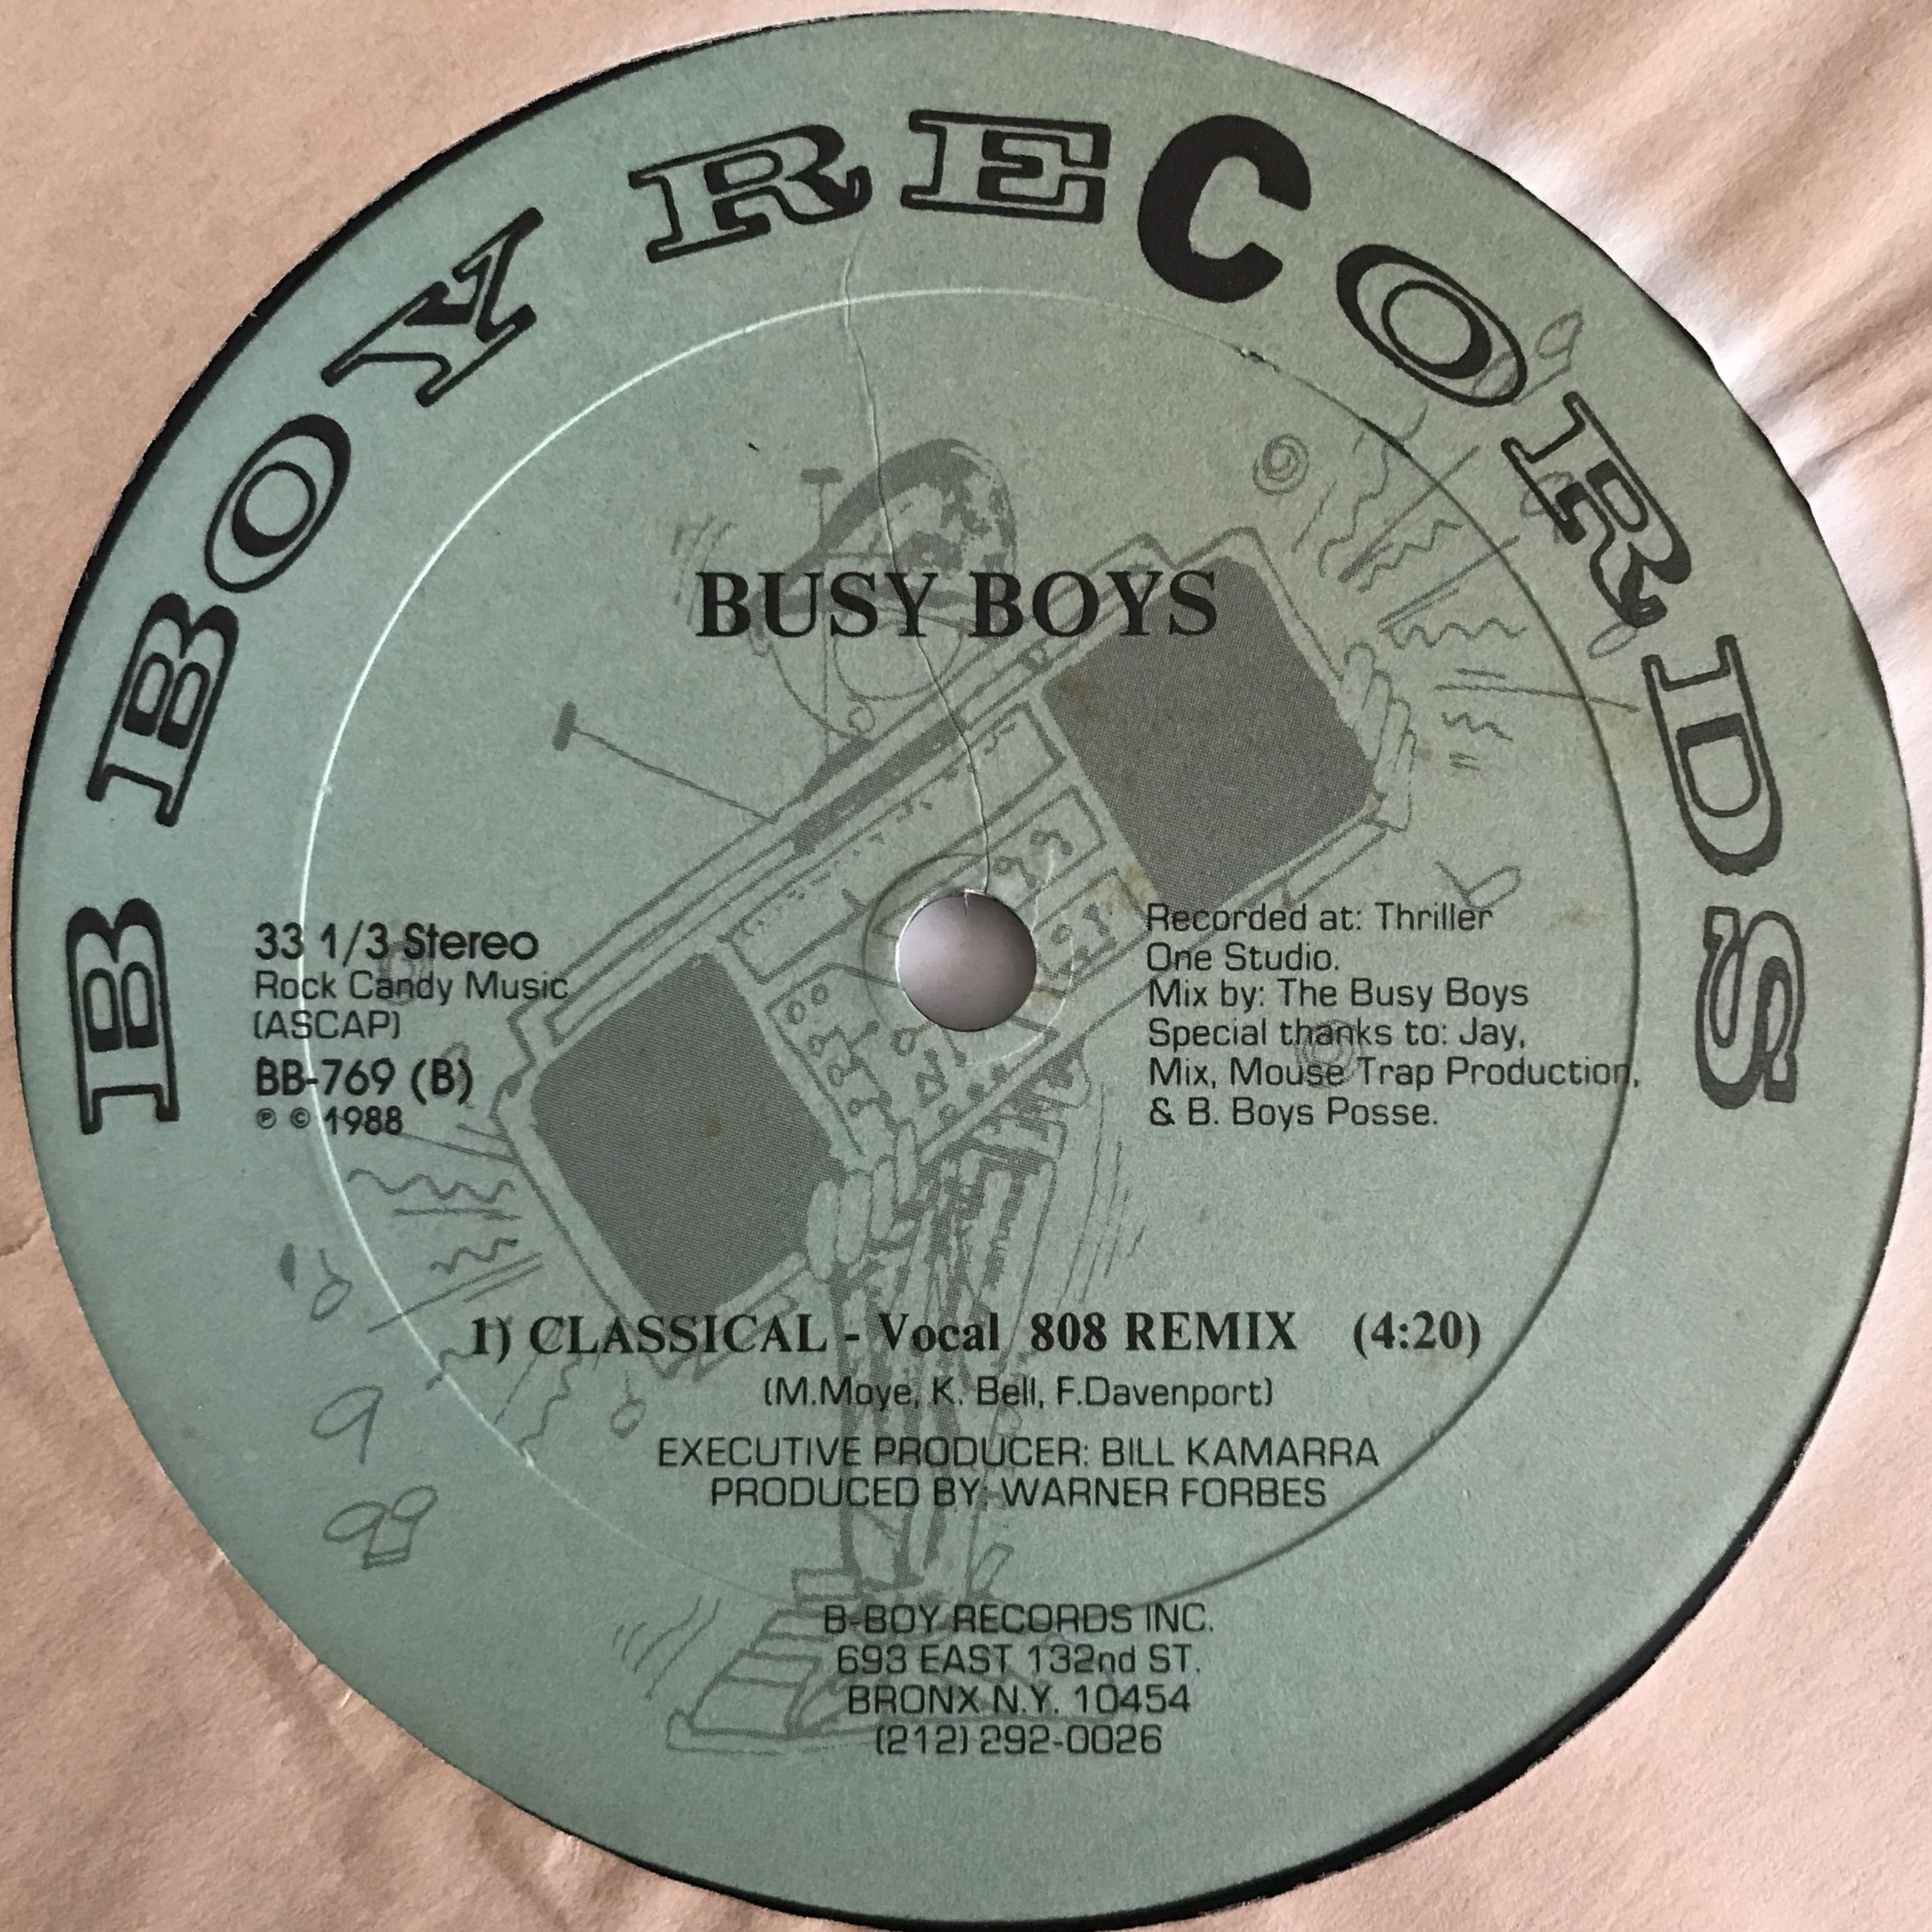 B BOY RECORDS
BUSY BOYS
33 1/3 Stereo
Rock Candy Music
(ASCAP)
BB-769 (B)
℗ © 1988
Recorded at: Thriller
One Studio.
Mix by: The Busy Boys
Special thanks to: Jay,
Mix, Mouse Trap Production,
& B. Boys Posse.
1) CLASSICAL - Vocal 808 REMIX (4:20)
(M.Moye, K. Bell, F.Davenport)
EXECUTIVE PRODUCER: BILL KAMARRA
PRODUCED BY: WARNER FORBES
B-BOY RECORDS INC.
693 EAST 132nd ST.
BRONX N.Y. 10454
(212) 292-0026